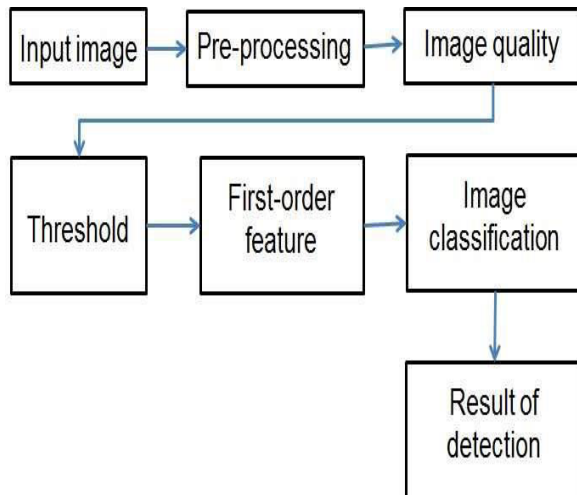 Input image
Pre-processing
Image quality
Threshold
First-order
feature
Image
classification
Result of
detection